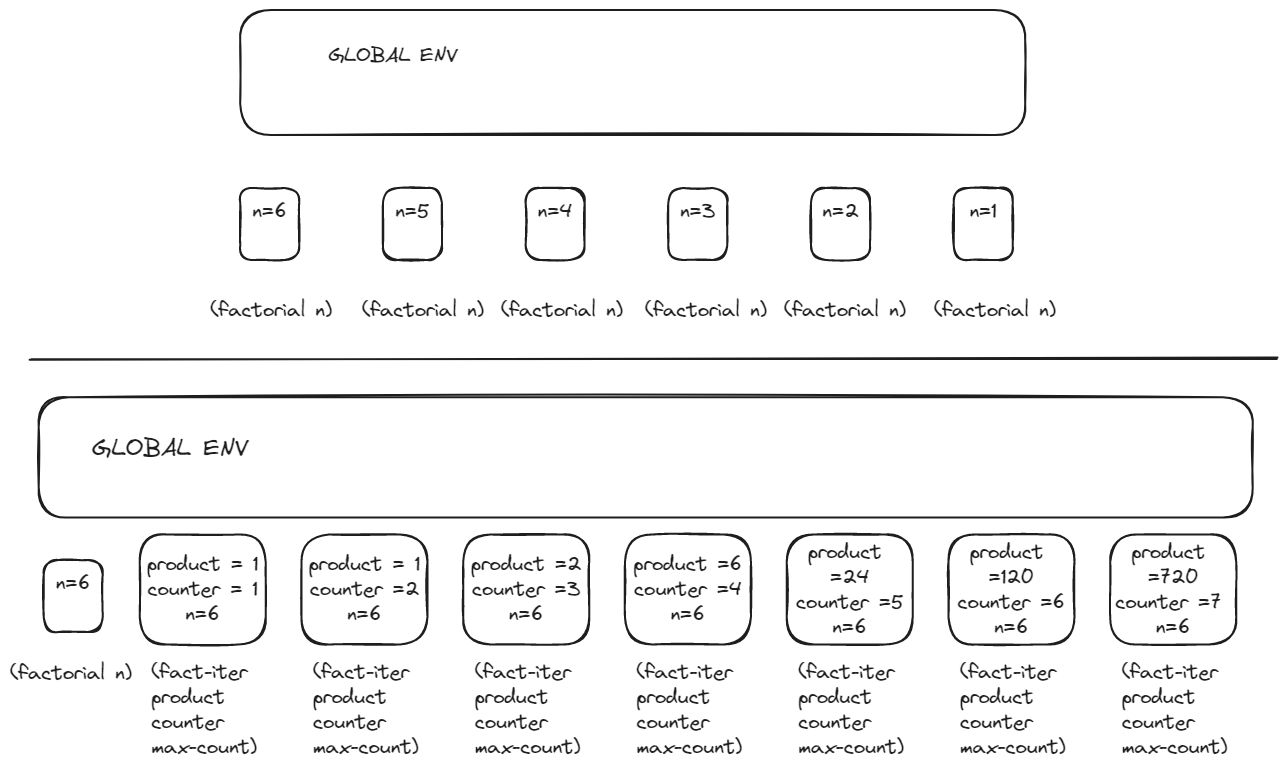 GLOBAL ENV
n=6
n=5
n=4
n=3
n=2
n=1
(factorial n)
(factorial n)
(factorial n)
(factorial n)
(factorial n)
(factorial n)
GLOBAL ENV
n=6
(factorial n)
product = 1
counter = 1
n=6
(fact-iter
product
counter
max-count)
product = 1
counter =2
n=6
(fact-iter
product
counter
max-count)
product =2
counter =3
n=6
(fact-iter
product
counter
max-count)
product =6
counter =4
n=6
(fact-iter
product
counter
max-count)
product
=24
counter =5
n=6
(fact-iter
product
counter
max-count)
product
=120
counter =6
n=6
(fact-iter
product
counter
max-count)
product
=720
counter =7
n=6
(fact-iter
product
counter
max-count)